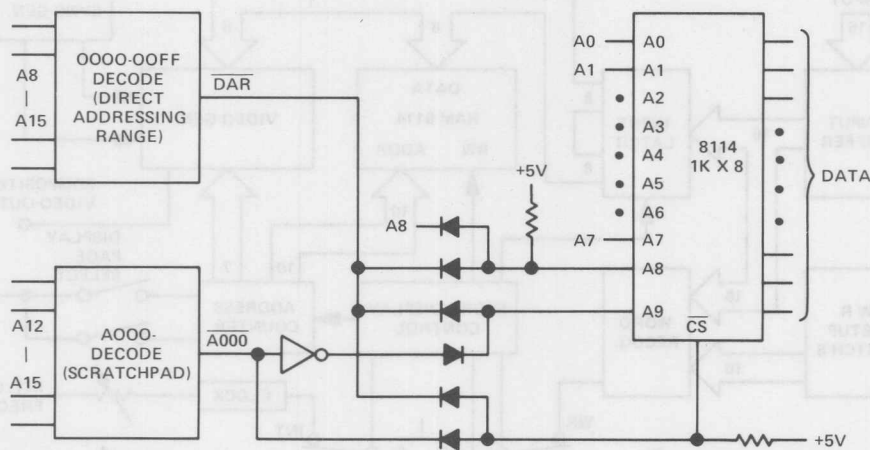 A8
|
A15
0000-00FF
DECODE
(DIRECT
ADDRESSING
RANGE)
DAR
A12
|
A15
A000-
DECODE
(SCRATCHPAD)
A000
A8
+5V
A0
A1
A7
A0
A1
A2
A3
A4
A5
A6
A7
A8
A9
8114
1K X 8
CS
DATA
+5V